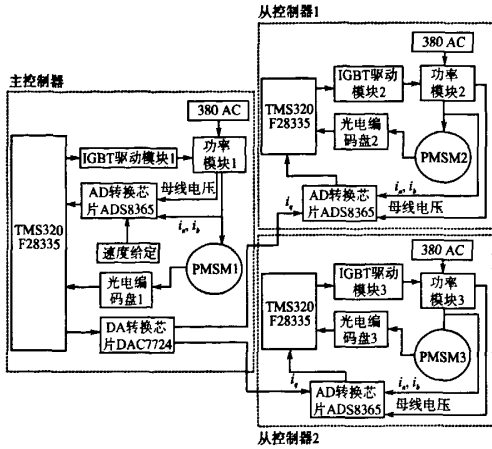 主控制器
380 AC
TMS320
F28335
IGBT驱动模块1
功率
模块1
母线电压
AD转换芯
片ADS8365
ia, ib
速度给定
光电编
码盘1
PMSM1
DA转换芯
片DAC7724
从控制器1
380 AC
TMS320
F28335
IGBT驱动
模块2
功率
模块2
光电编
码盘2
PMSM2
iq
AD转换芯
片ADS8365
ia, ib
母线电压
380 AC
TMS320
F28335
IGBT驱动
模块3
功率
模块3
光电编
码盘3
PMSM3
iq
AD转换芯
片ADS8365
ia, ib
母线电压
从控制器2